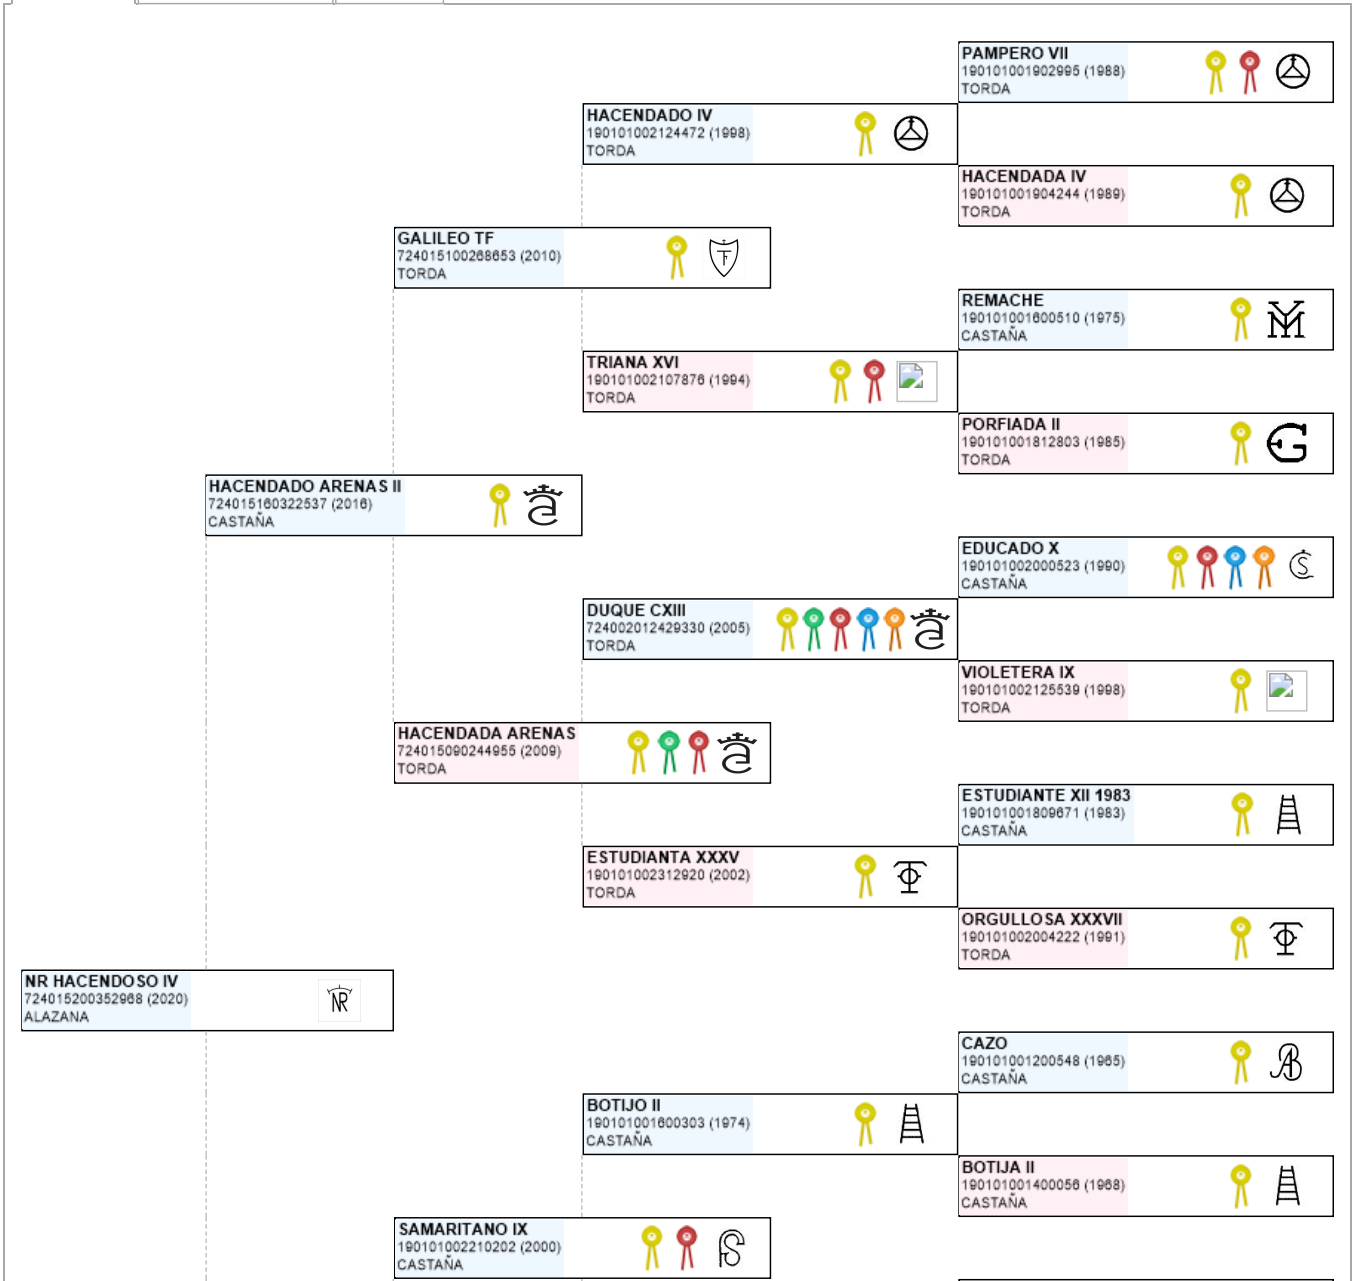 PAMPERO VII
190101001902995 (1988)
TORDA
HACENDADO IV
190101002124472 (1998)
TORDA
HACENDADA IV
190101001904244 (1989)
TORDA
GALILEO TF
724015100268653 (2010)
TORDA
REMACHE
190101001600510 (1975)
CASTAÑA
TRIANA XVI
190101002107876 (1994)
TORDA
PORFIADA II
190101001812803 (1985)
TORDA
HACENDADO ARENAS II
724015160322537 (2016)
CASTAÑA
EDUCADO X
190101002000523 (1990)
CASTAÑA
DUQUE CXIII
724002012429330 (2005)
TORDA
VIOLETERA IX
190101002125539 (1998)
TORDA
HACENDADA ARENAS
724015090244955 (2009)
TORDA
ESTUDIANTE XII 1983
190101001809671 (1983)
CASTAÑA
ESTUDIANTA XXXV
190101002312920 (2002)
TORDA
ORGULLOSA XXXVII
190101002004222 (1991)
TORDA
NR HACENDOSO IV
724015200352968 (2020)
ALAZANA
NR
CAZO
190101001200548 (1965)
CASTAÑA
BOTIJO II
190101001600303 (1974)
CASTAÑA
BOTIJA II
190101001400056 (1968)
CASTAÑA
SAMARITANO IX
190101002210202 (2000)
CASTAÑA